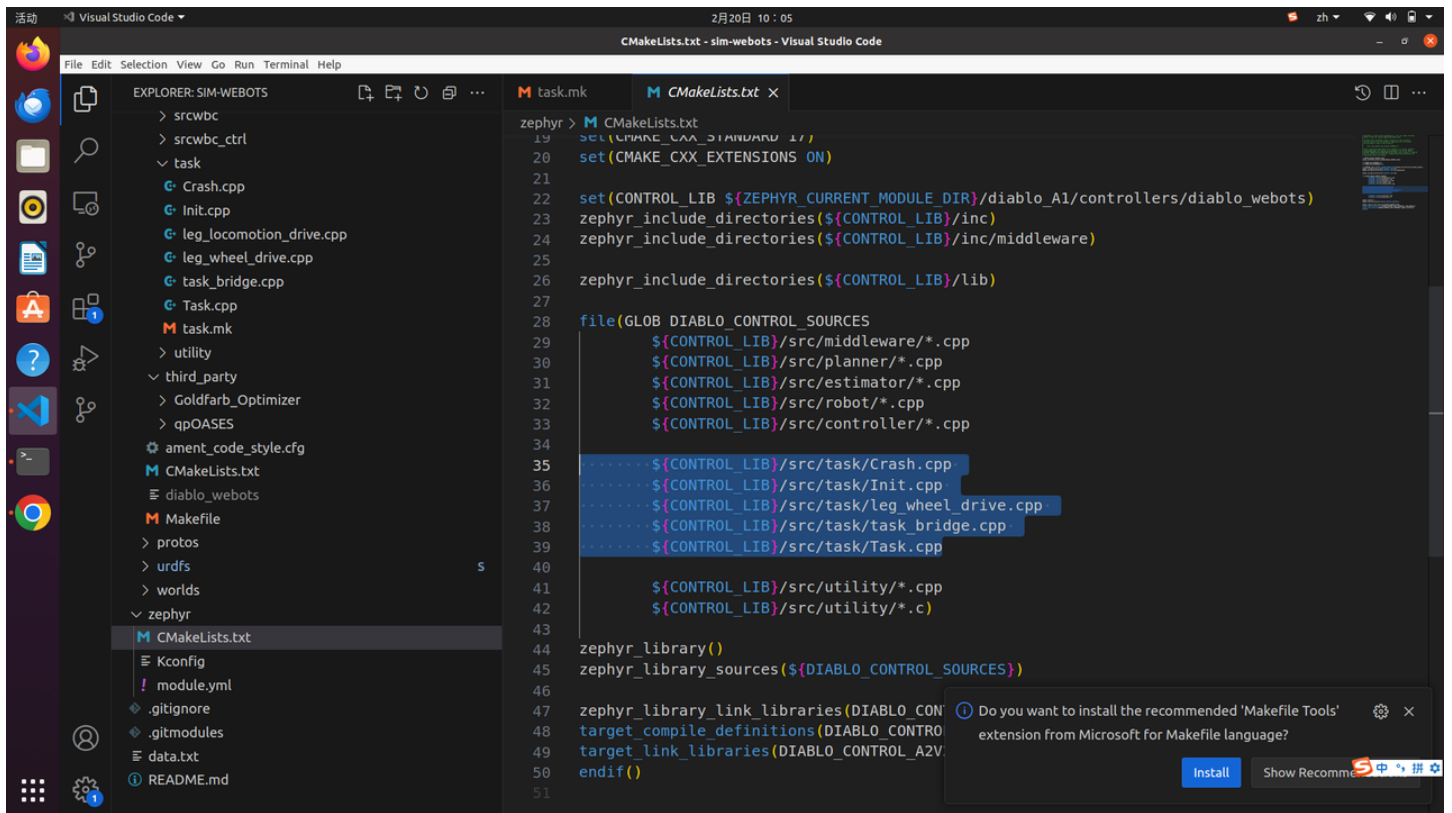 活动
Visual Studio Code
2月20日 10：05
zh
CMakeLists.txt - sim-webots - Visual Studio Code
File Edit Selection View Go Run Terminal Help
EXPLORER: SIM-WEBOTS
> srcwbc
> srcwbc_ctrl
task
Crash.cpp
Init.cpp
leg_locomotion_drive.cpp
leg_wheel_drive.cpp
task_bridge.cpp
Task.cpp
task.mk
> utility
third_party
> Goldfarb_Optimizer
> qpOASES
ament_code_style.cfg
CMakeLists.txt
diablo_webots
Makefile
> protos
> urdfs S
> worlds
zephyr
CMakeLists.txt
Kconfig
! module.yml
.gitignore
.gitmodules
data.txt
README.md
task.mk
CMakeLists.txt
zephyr > CMakeLists.txt
19 set(CMAKE_CXX_STANDARD 17)
20 set(CMAKE_CXX_EXTENSIONS ON)
21
22 set(CONTROL_LIB ${ZEPHYR_CURRENT_MODULE_DIR}/diablo_A1/controllers/diablo_webots)
23 zephyr_include_directories(${CONTROL_LIB}/inc)
24 zephyr_include_directories(${CONTROL_LIB}/inc/middleware)
25
26 zephyr_include_directories(${CONTROL_LIB}/lib)
27
28 file(GLOB DIABLO_CONTROL_SOURCES
29 ${CONTROL_LIB}/src/middleware/*.cpp
30 ${CONTROL_LIB}/src/planner/*.cpp
31 ${CONTROL_LIB}/src/estimator/*.cpp
32 ${CONTROL_LIB}/src/robot/*.cpp
33 ${CONTROL_LIB}/src/controller/*.cpp
34
35 ${CONTROL_LIB}/src/task/Crash.cpp
36 ${CONTROL_LIB}/src/task/Init.cpp
37 ${CONTROL_LIB}/src/task/leg_wheel_drive.cpp
38 ${CONTROL_LIB}/src/task/task_bridge.cpp
39 ${CONTROL_LIB}/src/task/Task.cpp
40
41 ${CONTROL_LIB}/src/utility/*.cpp
42 ${CONTROL_LIB}/src/utility/*.c)
43
44 zephyr_library()
45 zephyr_library_sources(${DIABLO_CONTROL_SOURCES})
46
47 zephyr_library_link_libraries(DIABLO_CON
48 target_compile_definitions(DIABLO_CONTRO
49 target_link_libraries(DIABLO_CONTROL_A2V
50 endif()
51
Do you want to install the recommended 'Makefile Tools'
extension from Microsoft for Makefile language?
Install
Show Recomme
中 拼